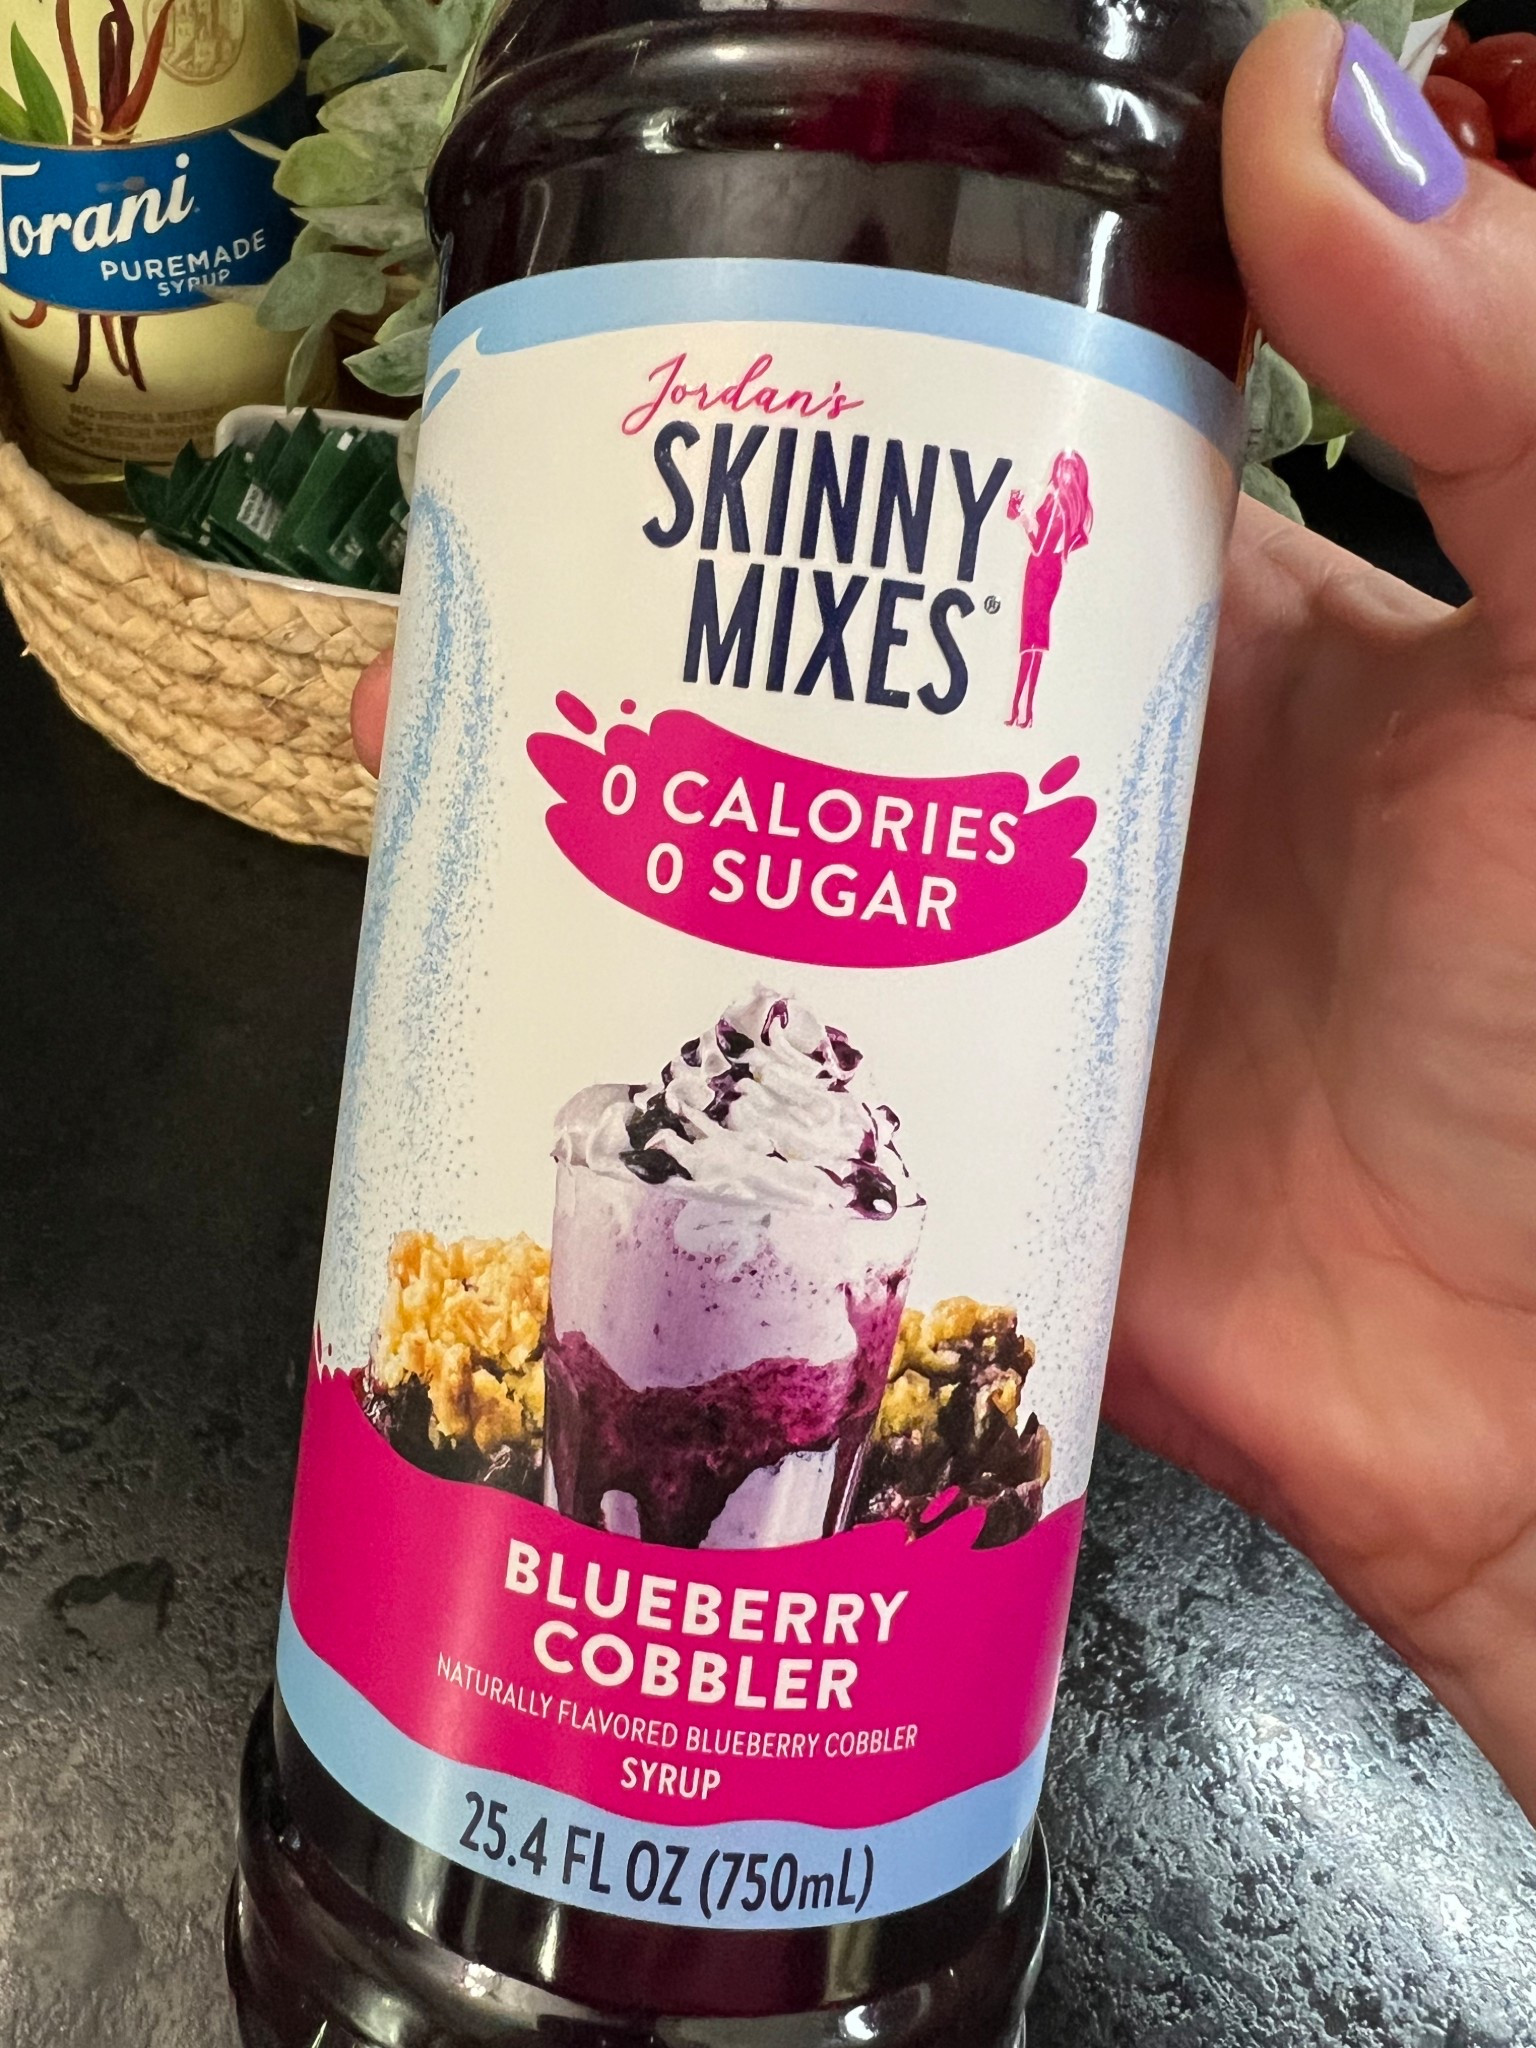 Torani
PUREMADE
SYRUP
Jordan's
SKINNY
MIXES®
0 CALORIES
0 SUGAR
BLUEBERRY
COBBLER
NATURALLY FLAVORED BLUEBERRY COBBLER
SYRUP
25.4 FL OZ (750mL)